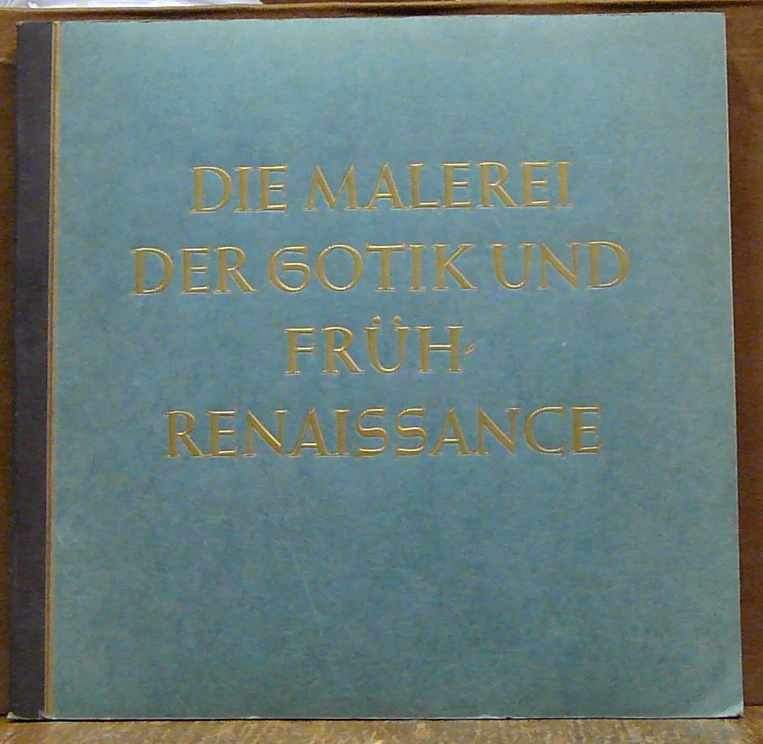 DIE MALEREI
DER GOTIK UND
FRÜH-
RENAISSANCE